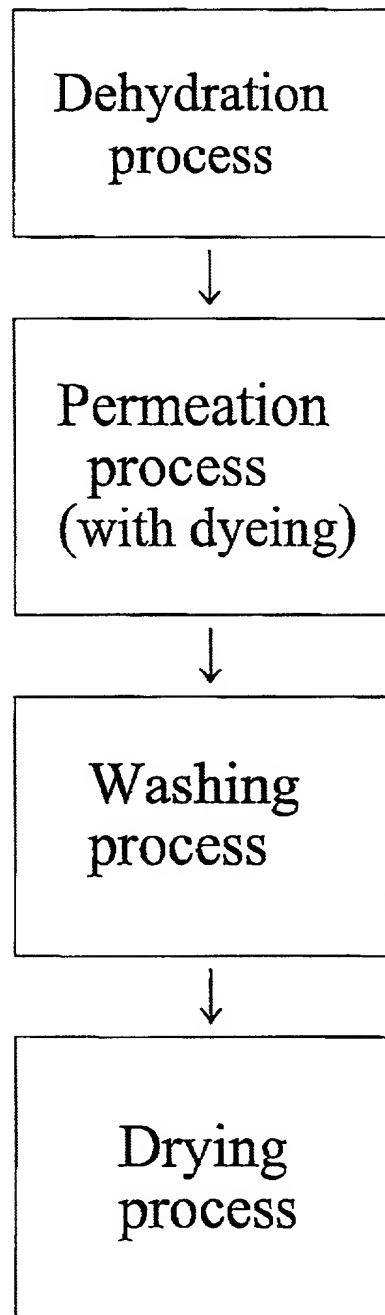 Dehydration
process
Permeation
process
(with dyeing)
Washing
process
Drying
process